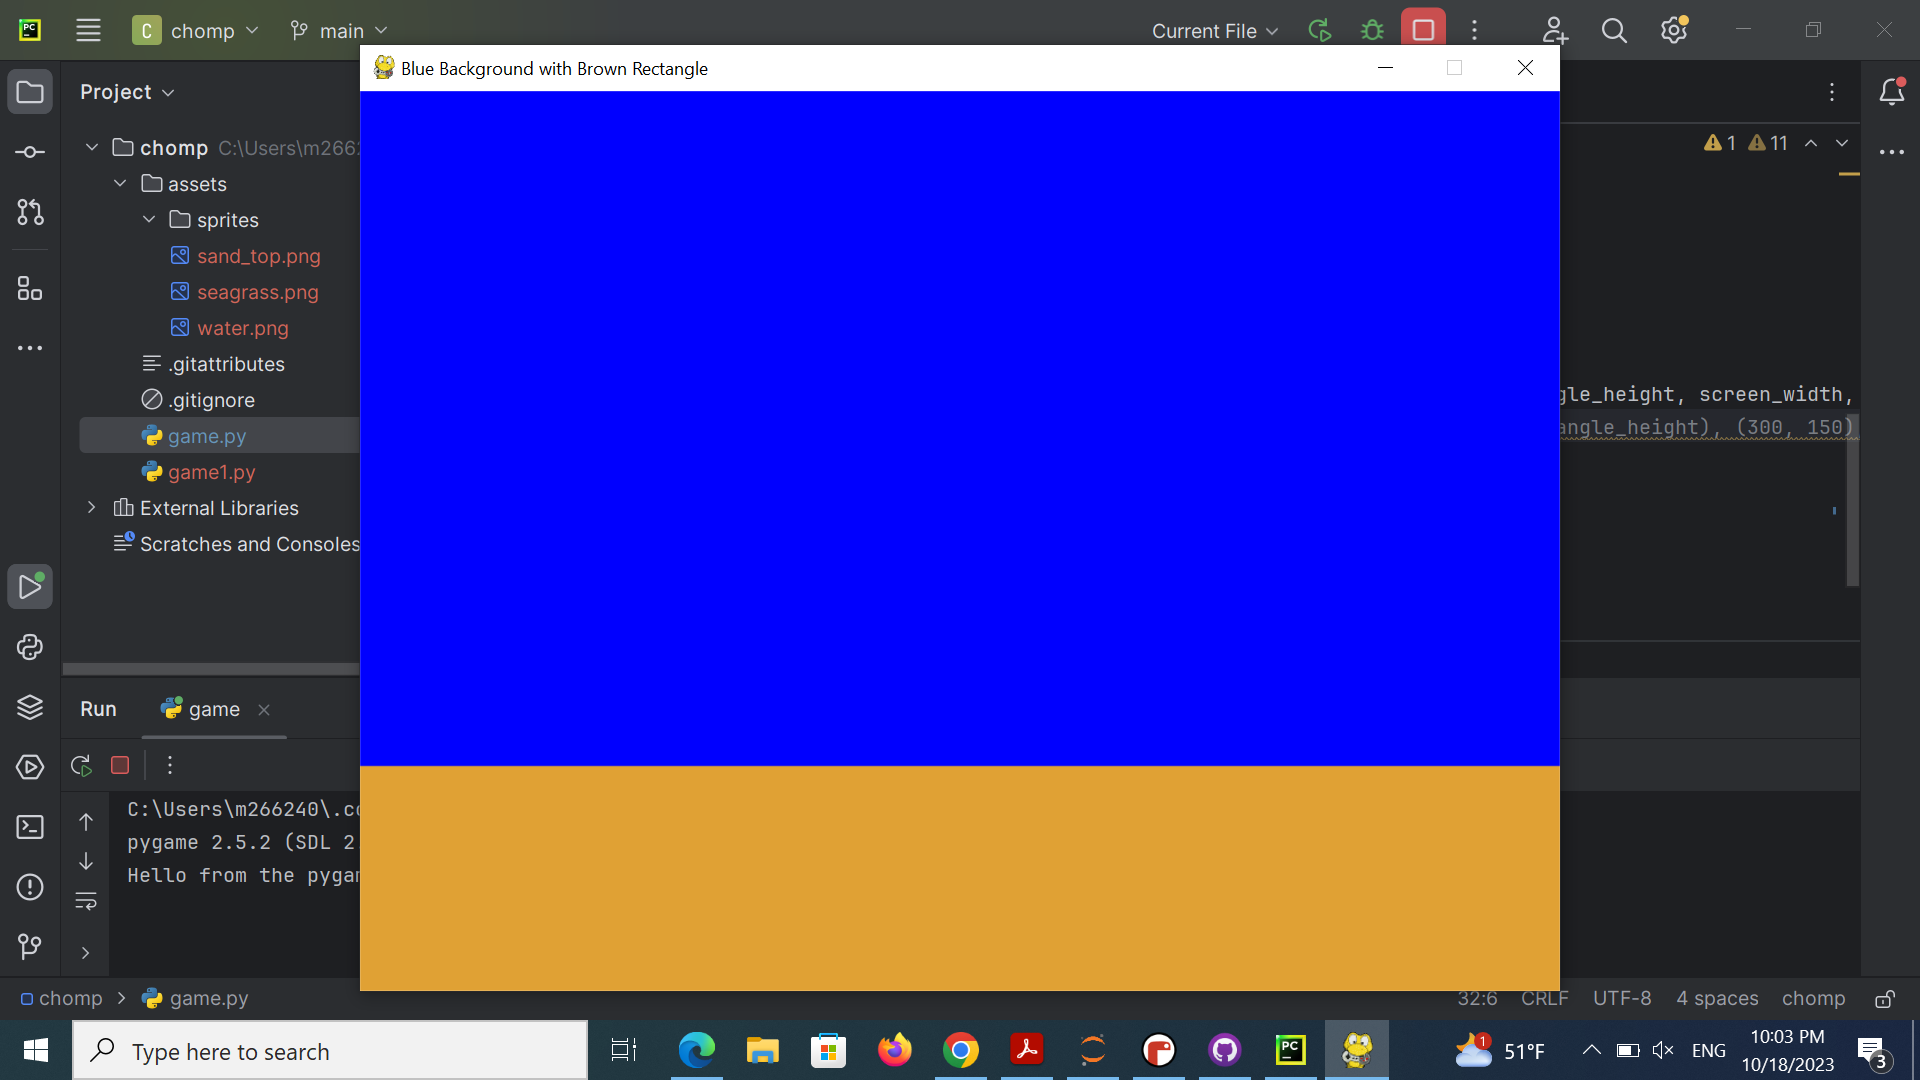 PC
C chomp
main
Current File
Blue Background with Brown Rectangle
Project
chomp C:\Users\m266
assets
sprites
sand_top.png
seagrass.png
water.png
.gitattributes
.gitignore
game.py
game1.py
External Libraries
Scratches and Consoles
1 11
gle_height, screen_width,
angle_height), (300, 150)
Run game
C:\Users\m266240\.co
pygame 2.5.2 (SDL 2
Hello from the pygam
chomp > game.py
32:6 CRLF UTF-8 4 spaces chomp
Type here to search
PC
1
51°F
ENG
10:03 PM
10/18/2023
3